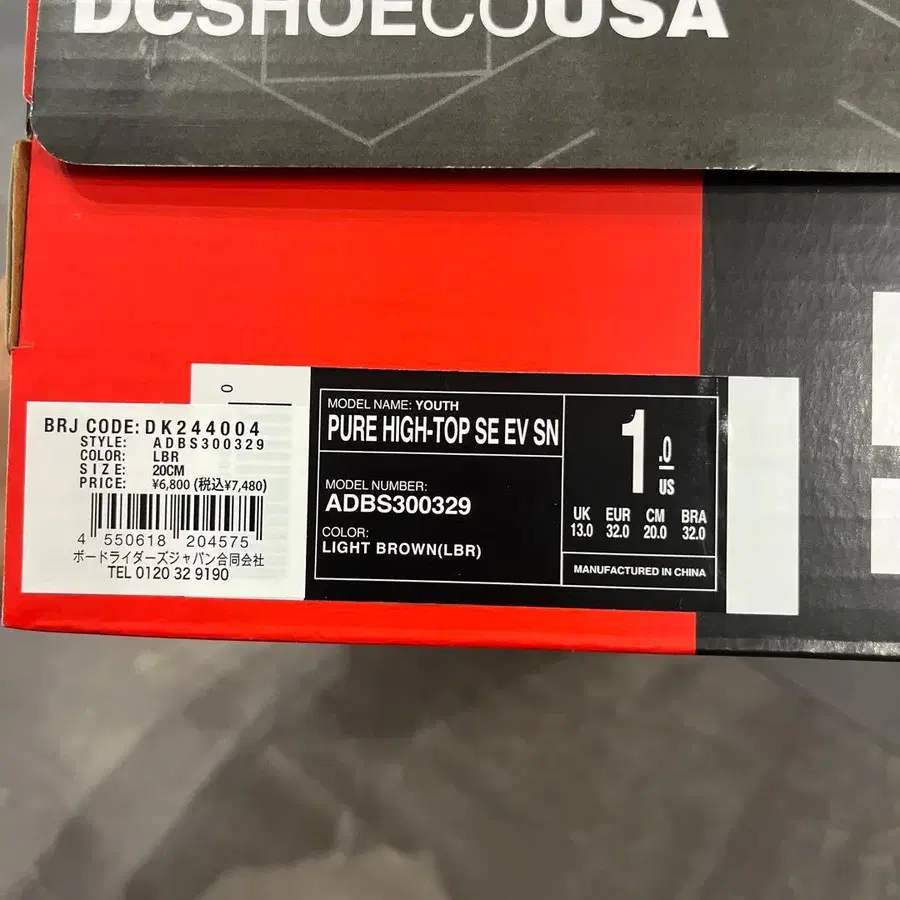 DCSHOECOUSA
BRJ CODE: DK244004
STYLE: ADBS300329
COLOR: LBR
SIZE: 20CM
PRICE: ¥6,800 (税込¥7,480)
4 550618 204575
ボードライダーズジャパン合同会社
TEL 0120 32 9190
0
MODEL NAME: YOUTH
PURE HIGH-TOP SE EV SN
MODEL NUMBER:
ADBS300329
COLOR:
LIGHT BROWN(LBR)
1.0
US
UK EUR CM BRA
13.0 32.0 20.0 32.0
MANUFACTURED IN CHINA